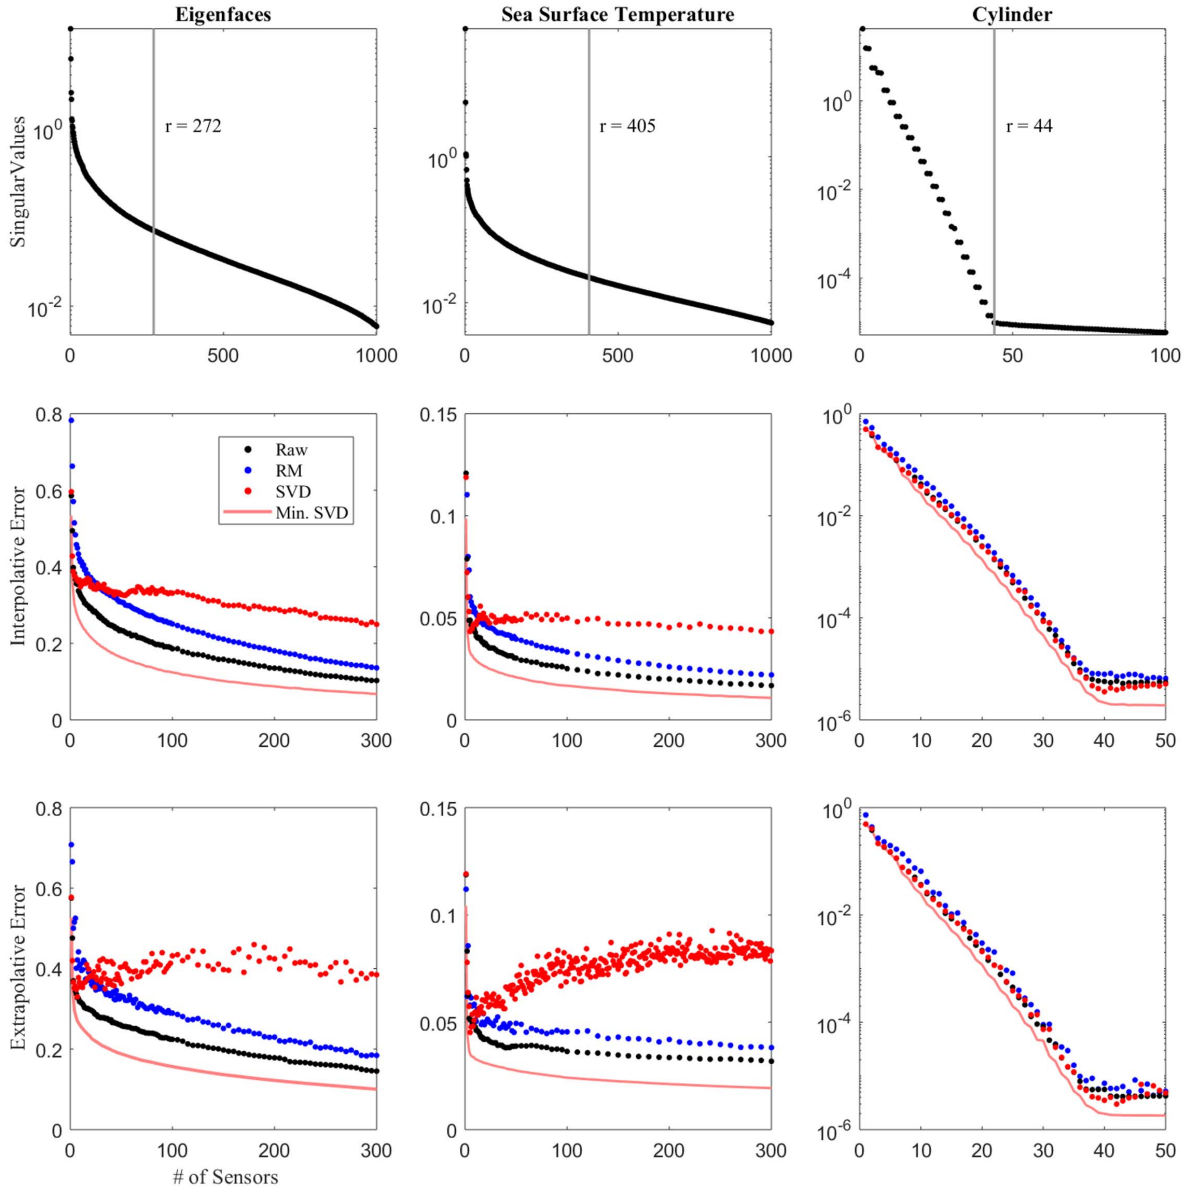 Eigenfaces Sea Surface Temperature Cylinder
SingularValues
10^0
10^-2
r = 272
0 500 1000
10^0
10^-2
r = 405
0 500 1000
10^0
10^-2
10^-4
r = 44
0 50 100
Interpolative Error
0.8
0.6
0.4
0.2
0
Raw
RM
SVD
Min. SVD
0 100 200 300
0.15
0.1
0.05
0
0 100 200 300
10^0
10^-2
10^-4
10^-6
0 10 20 30 40 50
Extrapolative Error
0.8
0.6
0.4
0.2
0
0 100 200 300
# of Sensors
0.15
0.1
0.05
0
0 100 200 300
10^0
10^-2
10^-4
10^-6
0 10 20 30 40 50